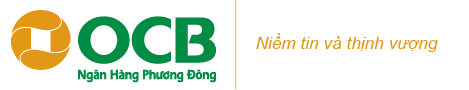 OCB
Ngân Hàng Phương Đông
Niềm tin và thịnh vượng